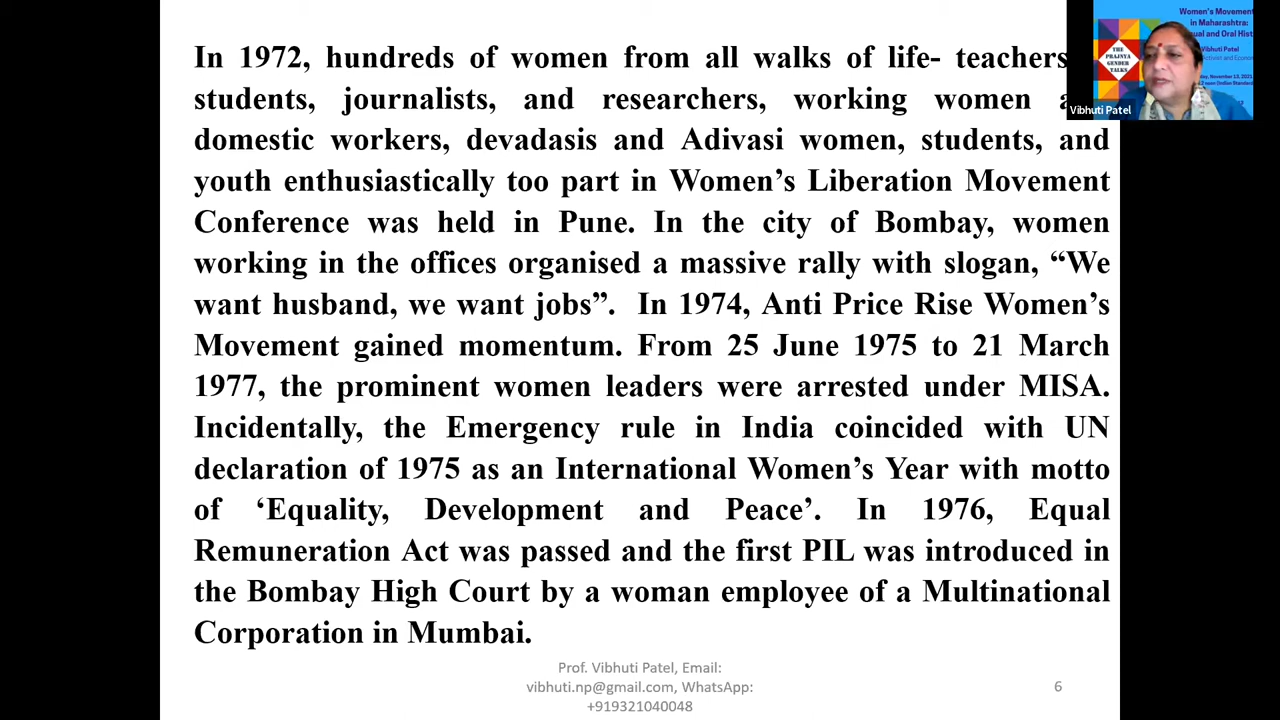 In 1972, hundreds of women from all walks of life- teachers
students, journalists, and researchers, working women
domestic workers, devadasis and Adivasi women, students, and
youth enthusiastically too part in Women’s Liberation Movement
Conference was held in Pune. In the city of Bombay, women
working in the offices organised a massive rally with slogan, “We
want husband, we want jobs”. In 1974, Anti Price Rise Women’s
Movement gained momentum. From 25 June 1975 to 21 March
1977, the prominent women leaders were arrested under MISA.
Incidentally, the Emergency rule in India coincided with UN
declaration of 1975 as an International Women’s Year with motto
of ‘Equality, Development and Peace’. In 1976, Equal
Remuneration Act was passed and the first PIL was introduced in
the Bombay High Court by a woman employee of a Multinational
Corporation in Mumbai.
Prof. Vibhuti Patel, Email:
vibhuti.np@gmail.com, WhatsApp:
+919321040048
6
Women's Movement
in Maharashtra:
Vibhuti Patel
THE
PRAJNYA
GENDER
TALKS
Vibhuti Patel